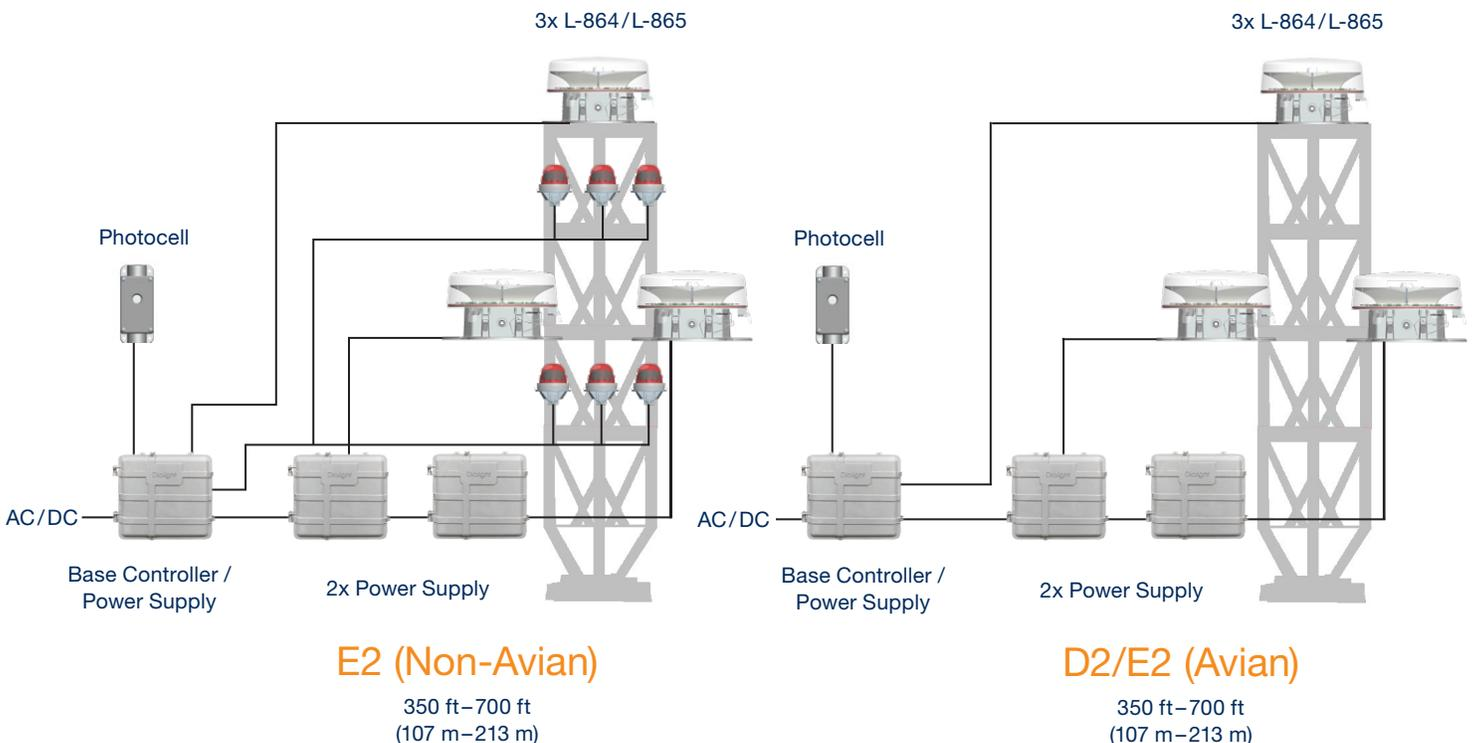 3x L-864/L-865
Photocell
AC/DC
Base Controller /
Power Supply
2x Power Supply
E2 (Non-Avian)
350 ft–700 ft
(107 m–213 m)
3x L-864/L-865
Photocell
AC/DC
Base Controller /
Power Supply
2x Power Supply
D2/E2 (Avian)
350 ft–700 ft
(107 m–213 m)